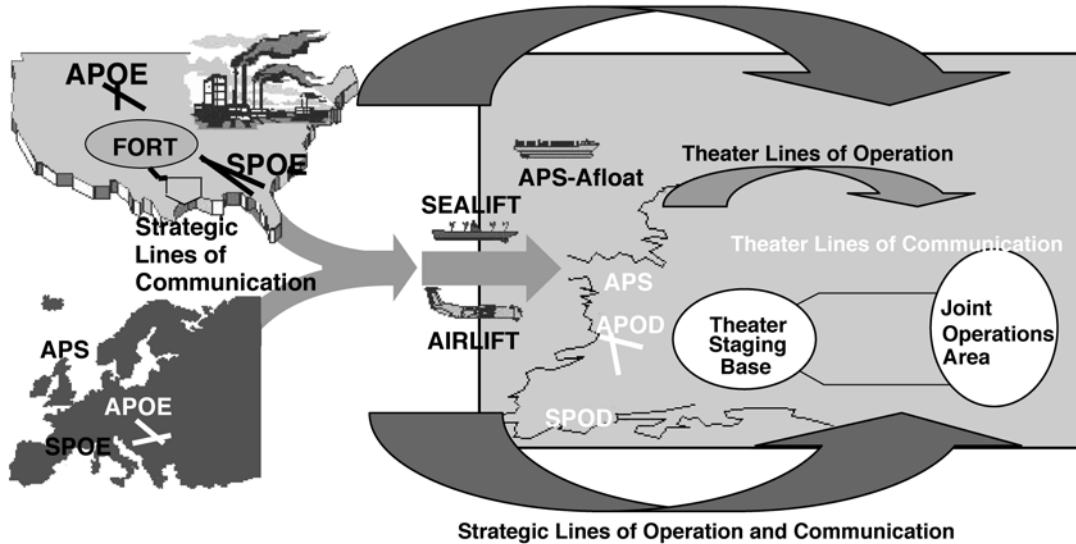 APOE
FORT
SPOE
Strategic
Lines of
Communication
APS
APOE
SPOE
SEALIFT
AIRLIFT
APS-Afloat
Theater Lines of Operation
Theater Lines of Communication
APS
APOD
SPOD
Theater
Staging
Base
Joint
Operations
Area
Strategic Lines of Operation and Communication